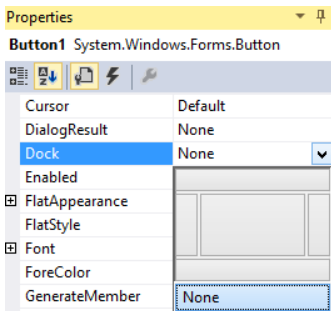 Properties
Button1 System.Windows.Forms.Button
Cursor Default
DialogResult None
Dock None
Enabled
FlatAppearance
FlatStyle
Font
ForeColor
GenerateMember None